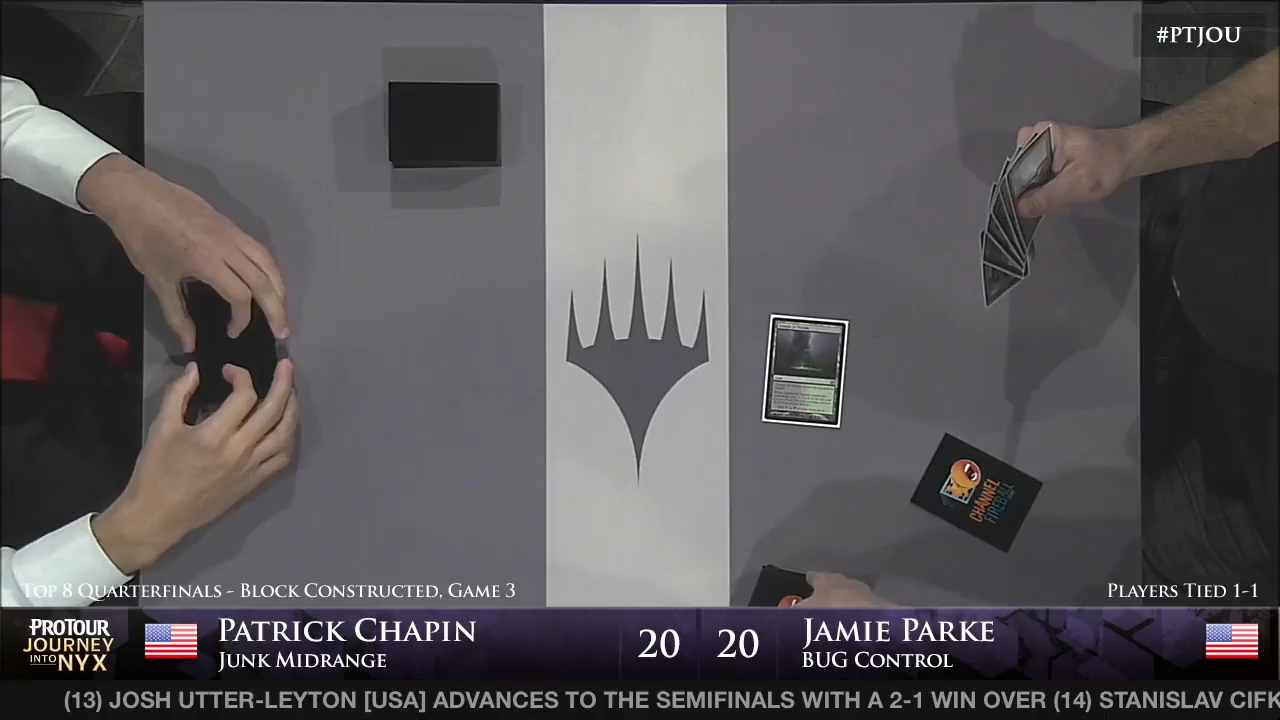 #PTJOU
CHANNEL
FIREBALL
Top 8 Quarterfinals - Block Constructed, Game 3
Players Tied 1-1
PRO TOUR
JOURNEY
INTO NYX
Patrick Chapin
Junk Midrange
20
20
Jamie Parke
BUG Control
(13) JOSH UTTER-LEYTON [USA] ADVANCES TO THE SEMIFINALS WITH A 2-1 WIN OVER (14) STANISLAV CIFK